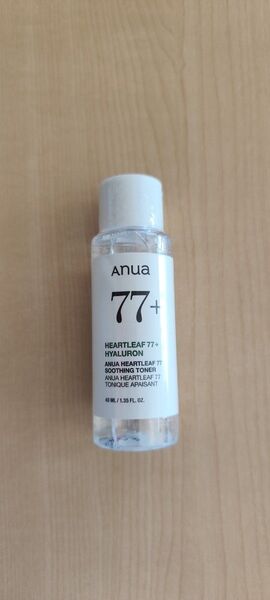 Anua
77+
HEARTLEAF 77+
HYALURON
ANUA HEARTLEAF 77
SOOTHING TONER
ANUA HEARTLEAF 77
TONIQUE APAISANT
40 ML / 1.35 FL. OZ.